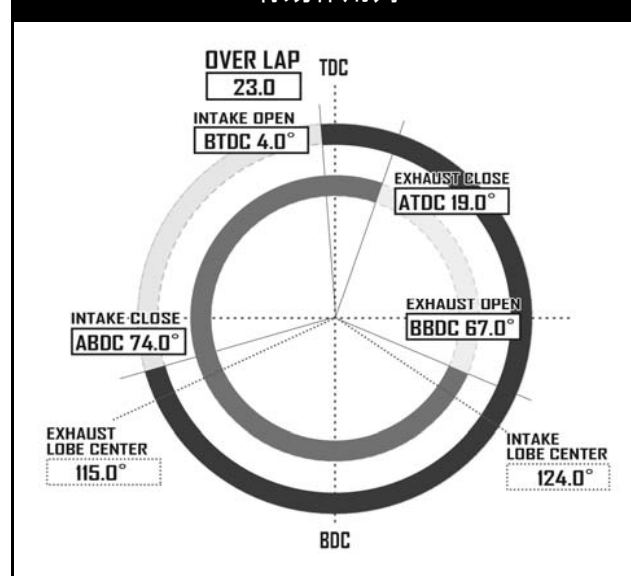 OVER LAP
23.0
TDC
INTAKE OPEN
BTDC 4.0°
EXHAUST CLOSE
ATDC 19.0°
EXHAUST OPEN
BBDC 67.0°
INTAKE CLOSE
ABDC 74.0°
EXHAUST
LOBE CENTER
115.0°
INTAKE
LOBE CENTER
124.0°
BDC